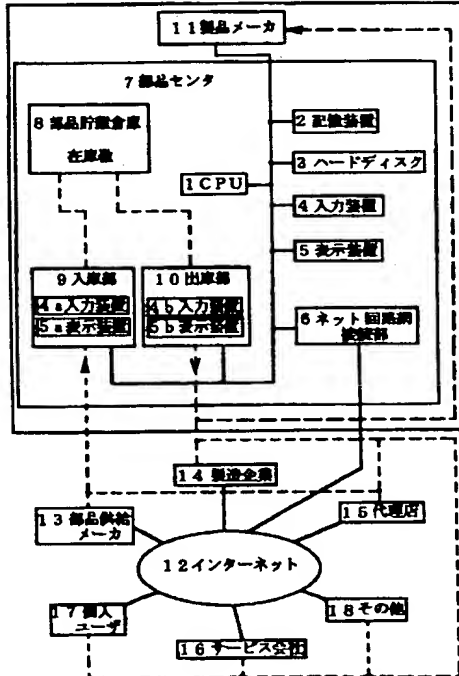 11製品メーカ
7部品センタ
8部品貯蔵倉庫
在庫数
2記憶装置
3ハードディスク
1CPU
4入力装置
5表示装置
9入庫部
4a入力装置
5a表示装置
10出庫部
4b入力装置
5b表示装置
6ネット回路網
接続部
14製造企業
13部品供給
メーカ
15代理店
12インターネット
17個人
ユーザ
18その他
16サービス会社